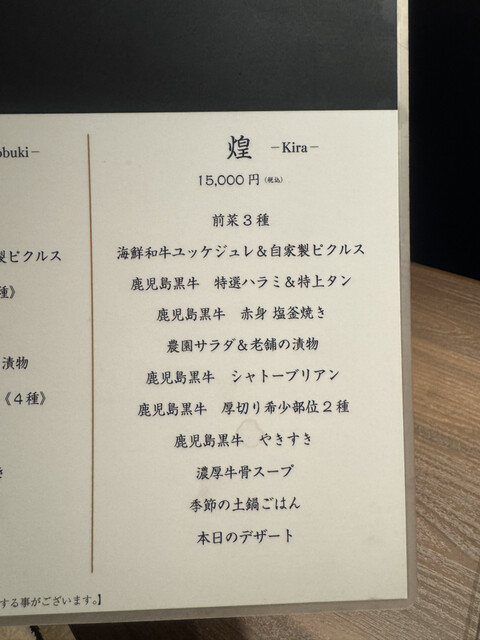 obuki－
製ピクルス
種》
漬物
《４種》
き
する事がございます。】
煌 －Kira－
15,000 円 (税込)
前菜３種
海鮮和牛ユッケジュレ＆自家製ピクルス
鹿児島黒牛　特選ハラミ＆特上タン
鹿児島黒牛　赤身 塩釜焼き
農園サラダ＆老舗の漬物
鹿児島黒牛　シャトーブリアン
鹿児島黒牛　厚切り希少部位２種
鹿児島黒牛　やきすき
濃厚牛骨スープ
季節の土鍋ごはん
本日のデザート